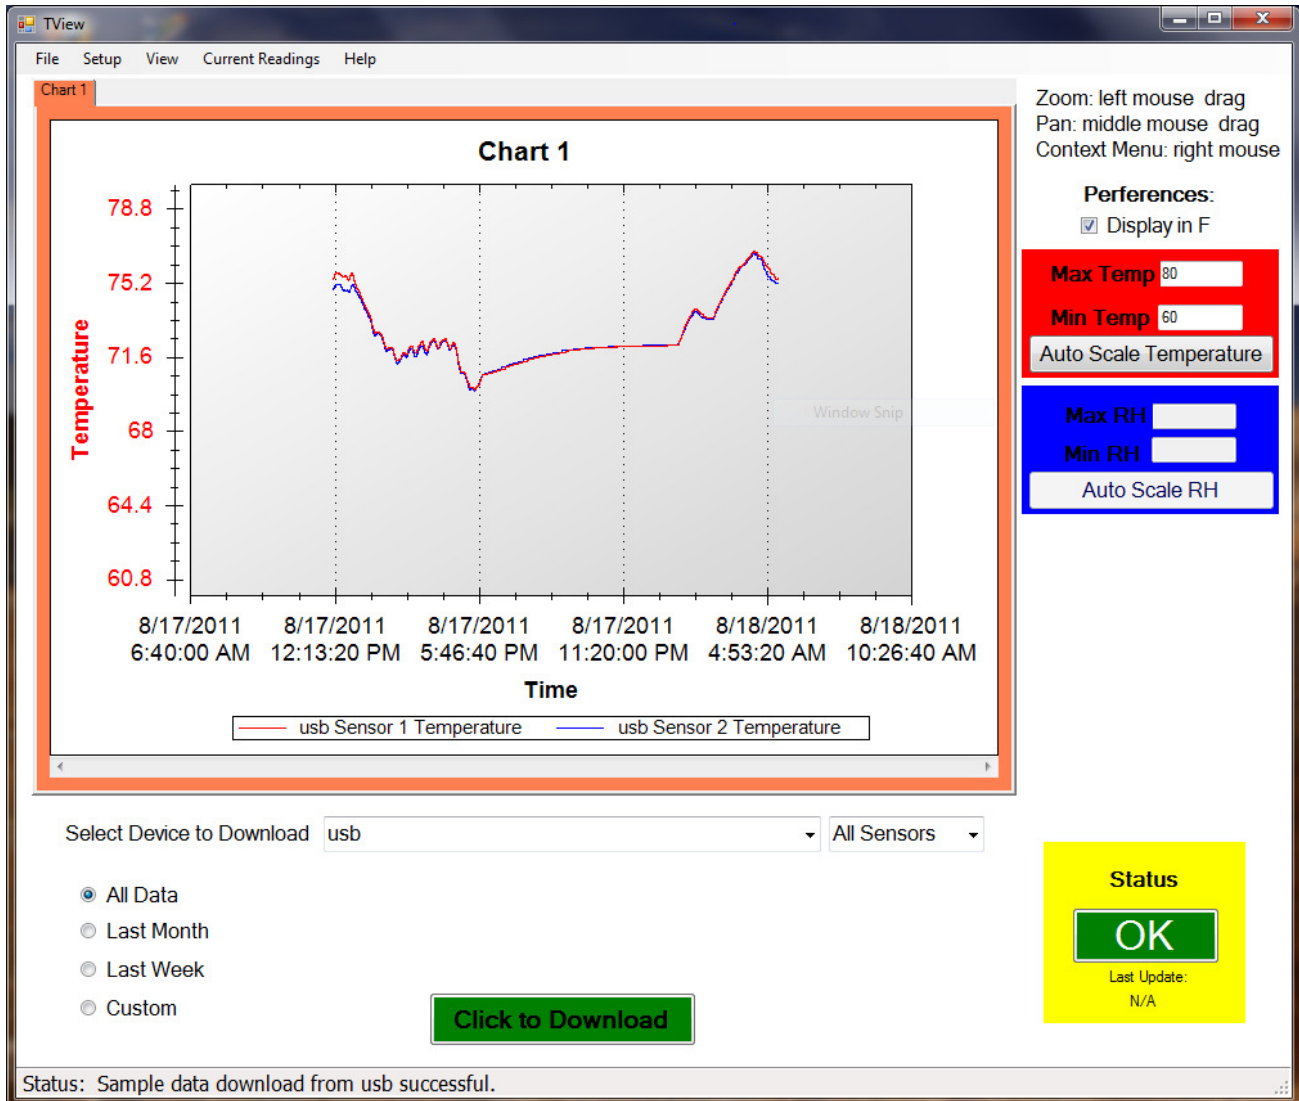 TView
File Setup View Current Readings Help
Chart 1
Zoom: left mouse drag
Pan: middle mouse drag
Context Menu: right mouse
Perferences:
Display in F
Max Temp 80
Min Temp 60
Auto Scale Temperature
Max RH
Min RH
Auto Scale RH
Chart 1
78.8
75.2
71.6
68
64.4
60.8
Temperature
Window Snip
8/17/2011 8/17/2011 8/17/2011 8/17/2011 8/18/2011 8/18/2011
6:40:00 AM 12:13:20 PM 5:46:40 PM 11:20:00 PM 4:53:20 AM 10:26:40 AM
Time
usb Sensor 1 Temperature usb Sensor 2 Temperature
Select Device to Download usb All Sensors
All Data
Last Month
Last Week
Custom
Click to Download
Status
OK
Last Update:
N/A
Status: Sample data download from usb successful.